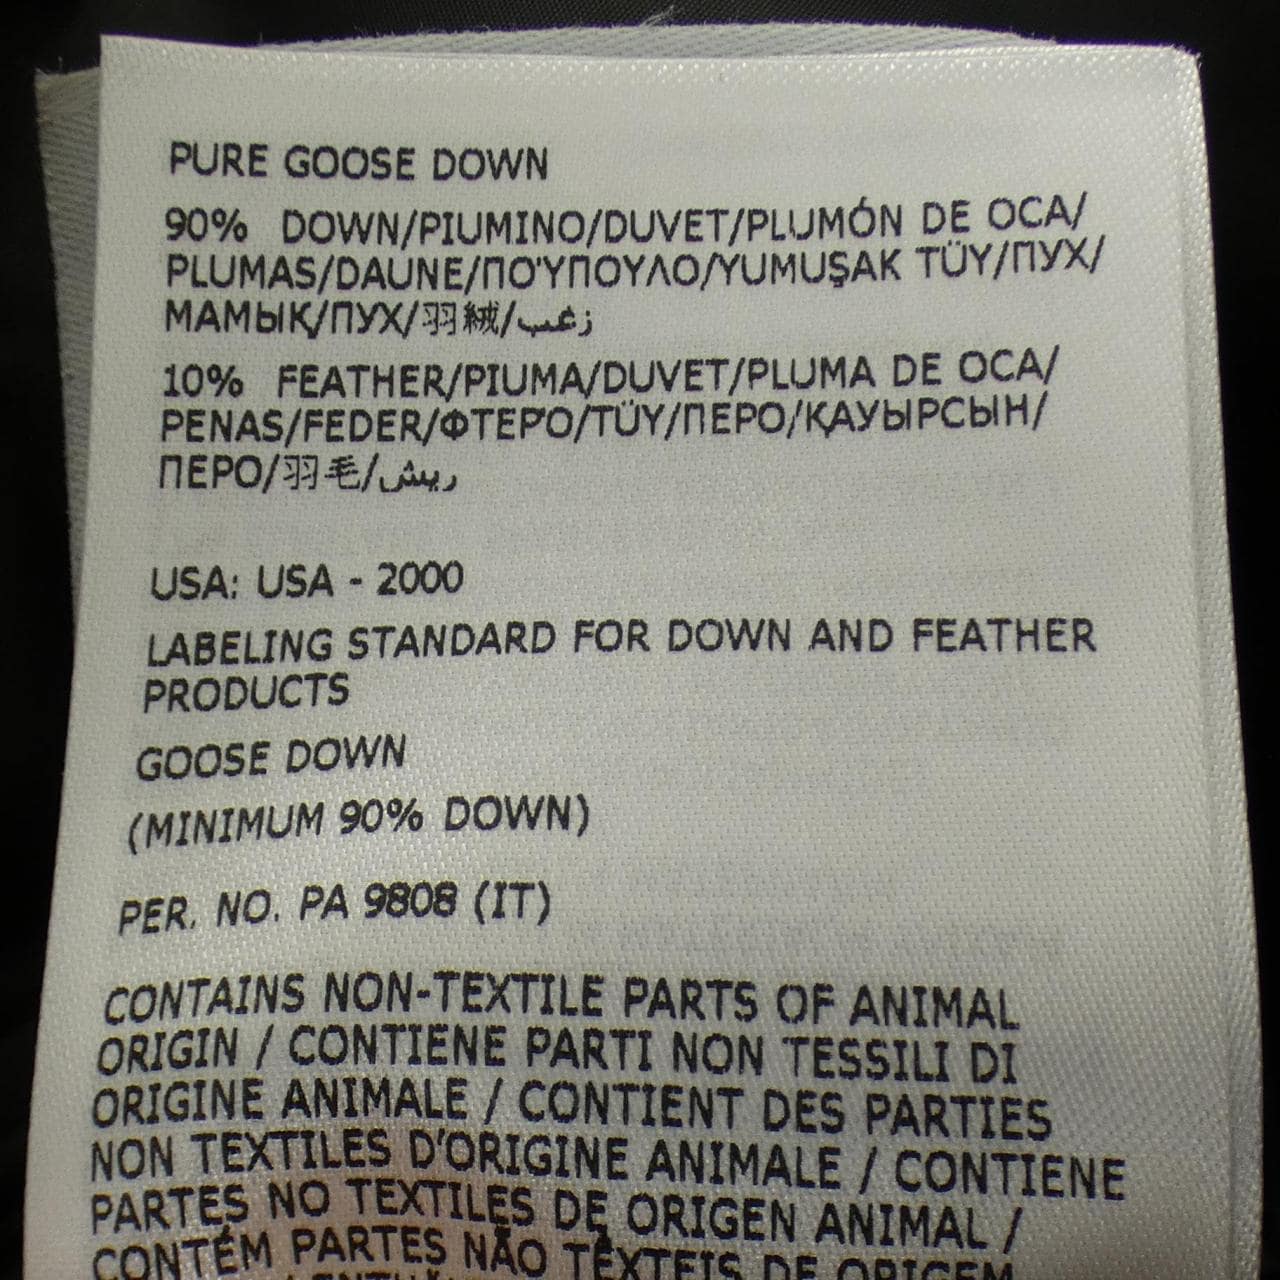 PURE GOOSE DOWN
90% DOWN/PIUMINO/DUVET/PLUMÓN DE OCA/
PLUMAS/DAUNE/ΠΟΎΠΟΥΛΟ/YUMUŞAK TÜY/ПУХ/
МАМЫҚ/ПУХ/羽絨/زغب
10% FEATHER/PIUMA/DUVET/PLUMA DE OCA/
PENAS/FEDER/ΦΤΕΡΌ/TÜY/ПЕРО/ҚАУЫРСЫН/
ПЕРО/羽毛/ريش
USA: USA - 2000
LABELING STANDARD FOR DOWN AND FEATHER
PRODUCTS
GOOSE DOWN
(MINIMUM 90% DOWN)
PER. NO. PA 9808 (IT)
CONTAINS NON-TEXTILE PARTS OF ANIMAL
ORIGIN / CONTIENE PARTI NON TESSILI DI
ORIGINE ANIMALE / CONTIENT DES PARTIES
NON TEXTILES D'ORIGINE ANIMALE / CONTIENE
PARTES NO TEXTILES DE ORIGEN ANIMAL /
CONTÉM PARTES NÃO TÊXTEIS DE ORIGEM